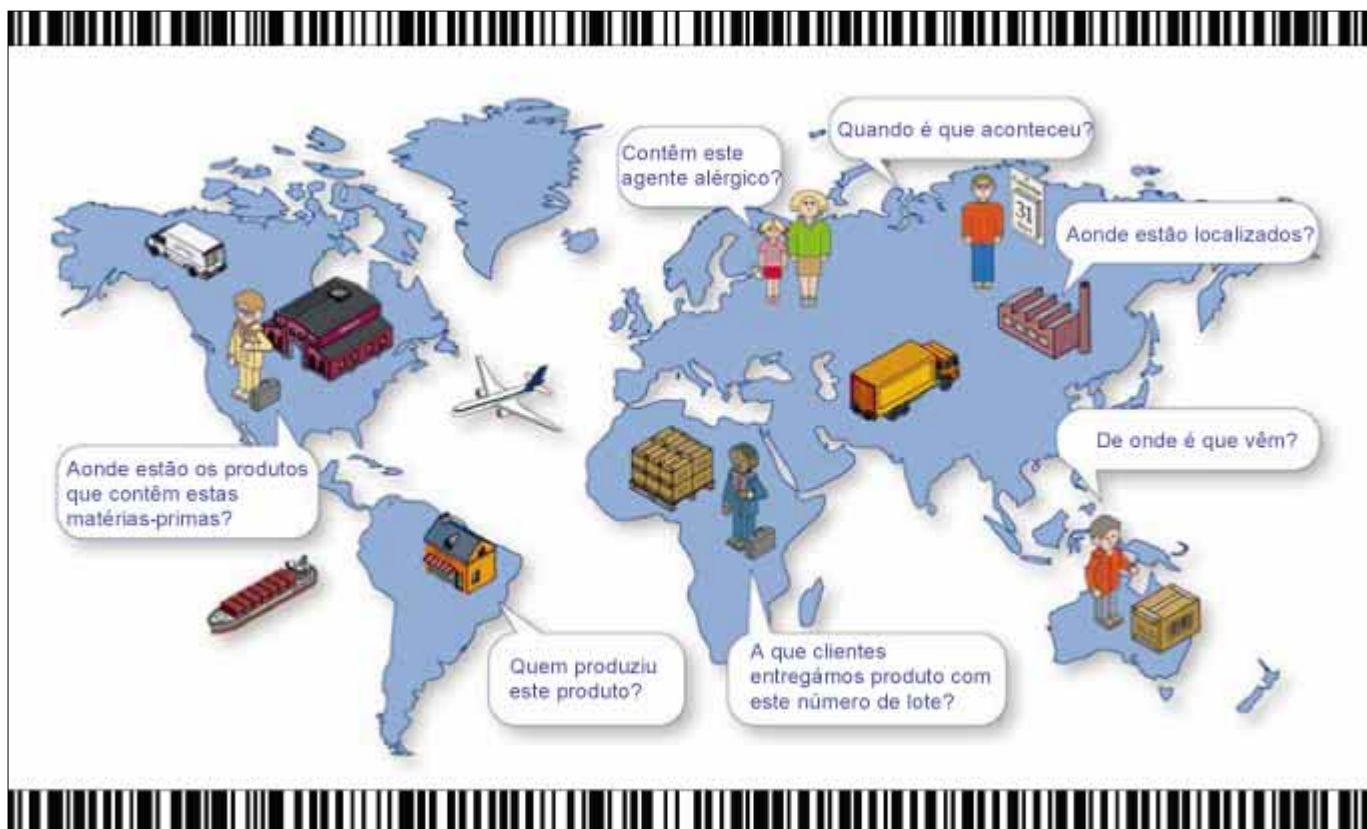 Quando é que aconteceu?
Contêm este
agente alérgico?
31
Aonde estão localizados?
De onde é que vêm?
Aonde estão os produtos
que contêm estas
matérias-primas?
Quem produziu
este produto?
A que clientes
entregámos produto com
este número de lote?